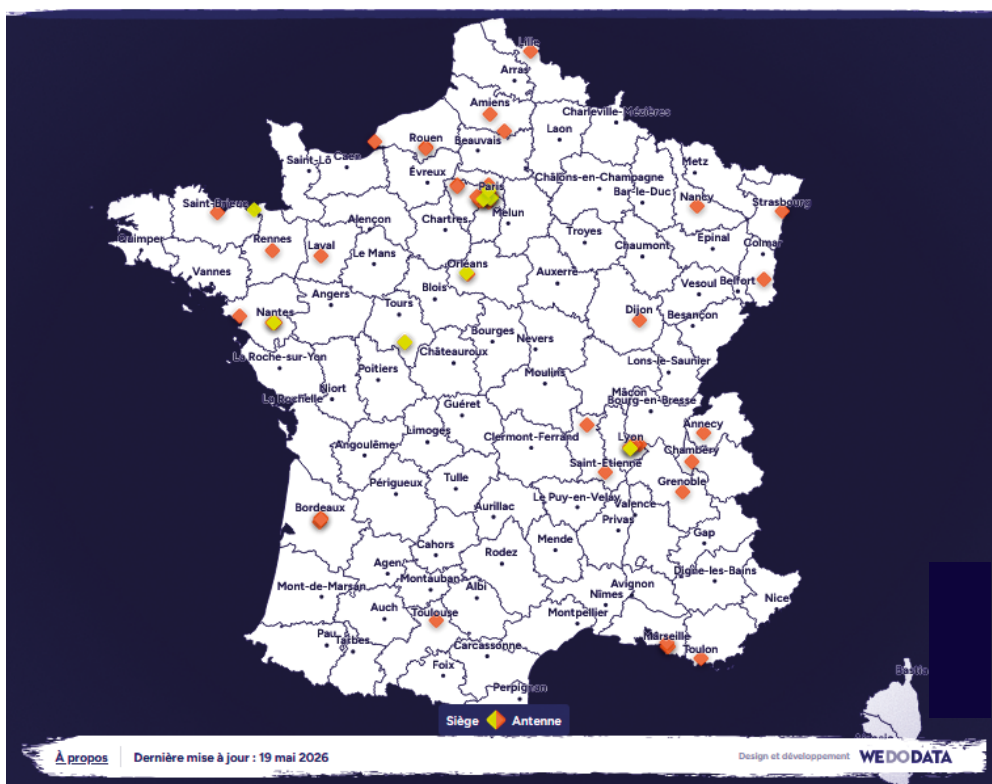 Lille
Arras
Amiens
Charleville-Mézières
Laon
Rouen
Beauvais
Saint-Lô
Caen
Metz
Évreux
Châlons-en-Champagne
Paris
Bar-le-Duc
Nancy
Strasbourg
Saint-Brieuc
Melun
Alençon
Chartres
Troyes
Épinal
Colmar
Quimper
Rennes
Laval
Le Mans
Chaumont
Orléans
Auxerre
Vannes
Blois
Vesoul
Belfort
Angers
Tours
Nantes
Dijon
Besançon
Bourges
Nevers
La Roche-sur-Yon
Châteauroux
Lons-le-Saunier
Poitiers
Moulins
Niort
Mâcon
La Rochelle
Bourg-en-Bresse
Guéret
Annecy
Limoges
Clermont-Ferrand
Lyon
Angoulême
Chambéry
Saint-Étienne
Tulle
Périgueux
Grenoble
Le Puy-en-Velay
Valence
Bordeaux
Aurillac
Privas
Gap
Mende
Cahors
Rodez
Agen
Digne-les-Bains
Montauban
Mont-de-Marsan
Albi
Avignon
Nîmes
Nice
Auch
Toulouse
Montpellier
Pau
Tarbes
Marseille
Carcassonne
Toulon
Foix
Bastia
Perpignan
Siège Antenne
À propos
Dernière mise à jour : 19 mai 2026
Design et développement WEDODATA